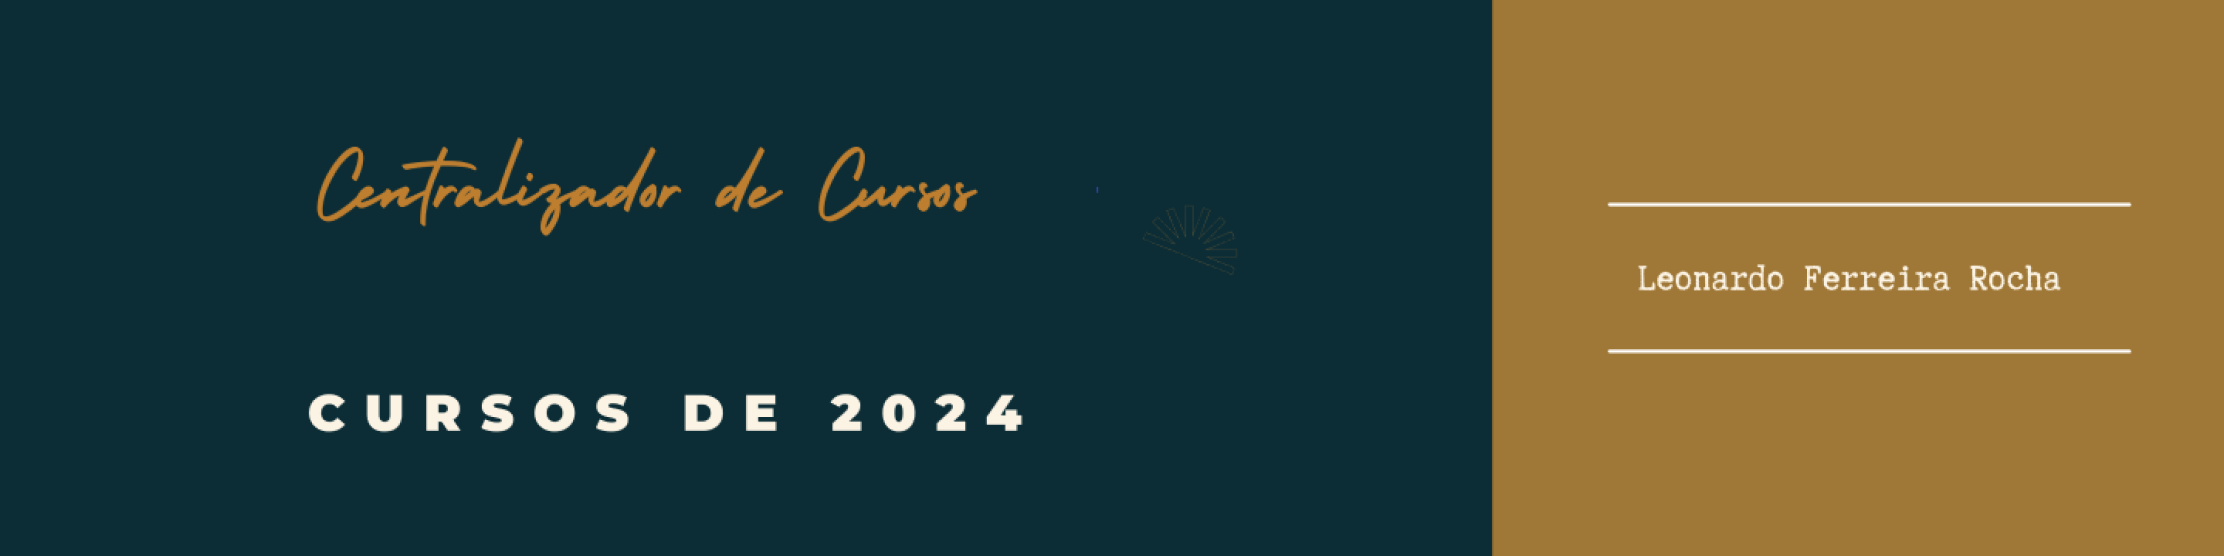 Centralizador de Cursos
CURSOS DE 2024
Leonardo Ferreira Rocha